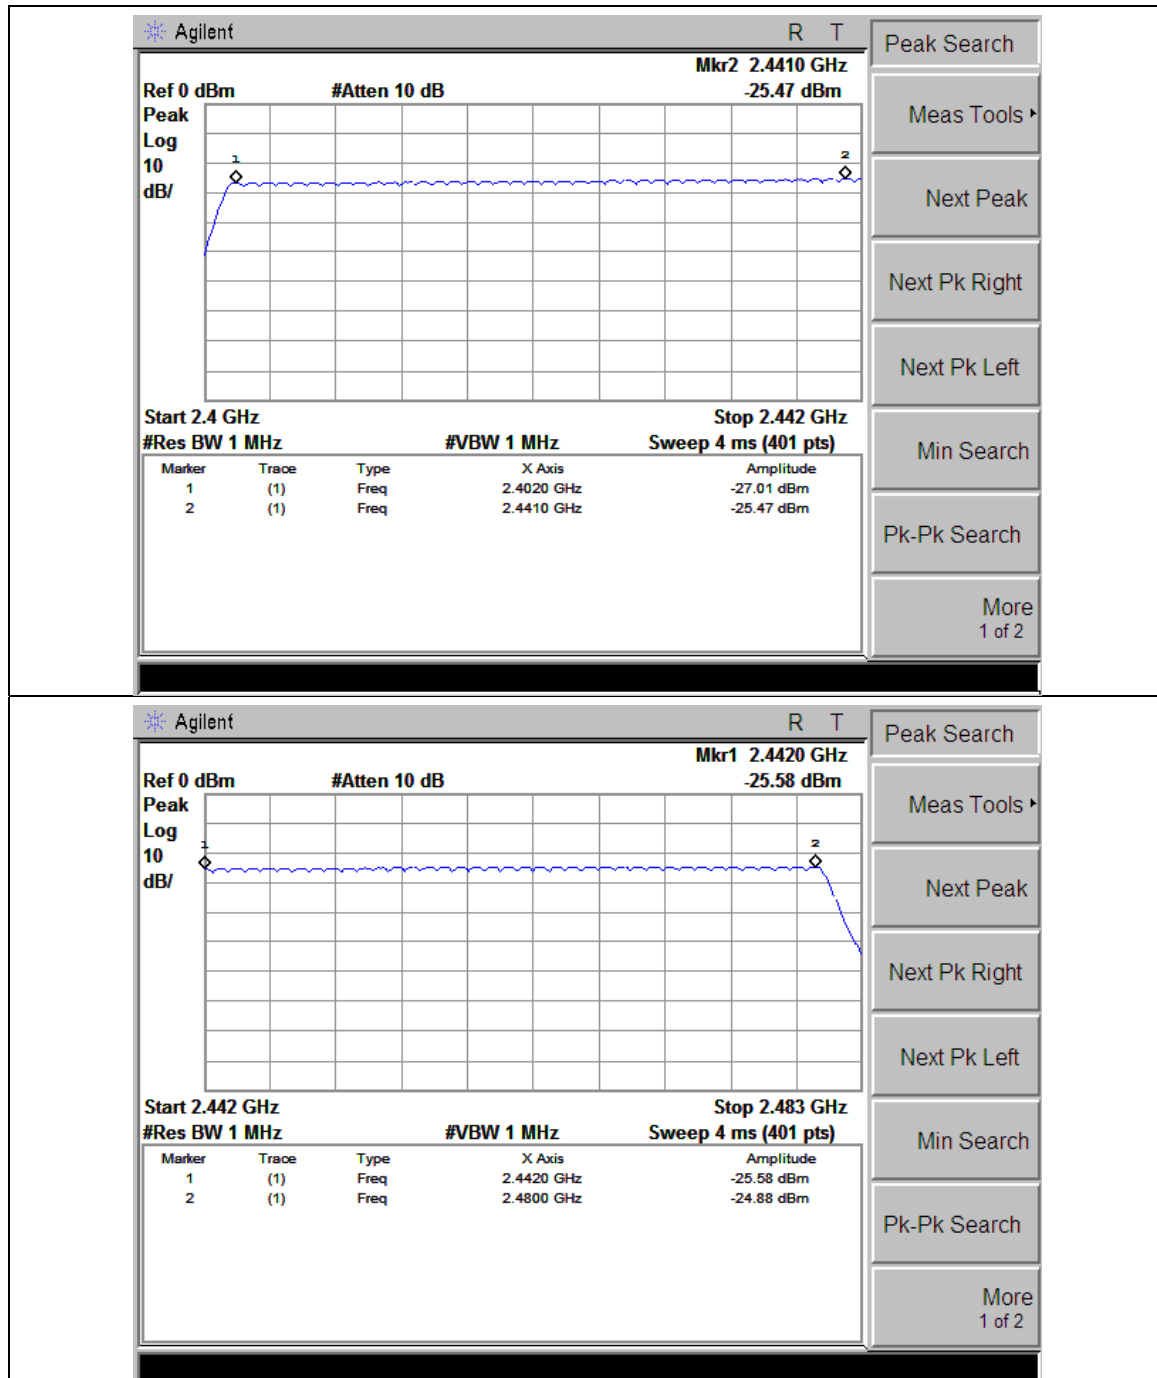 Agilent R T
Peak Search
Mkr2 2.4410 GHz
Ref 0 dBm #Atten 10 dB -25.47 dBm
Peak
Log
10
dB/
1
2
Start 2.4 GHz Stop 2.442 GHz
#Res BW 1 MHz #VBW 1 MHz Sweep 4 ms (401 pts)
Marker Trace Type X Axis Amplitude
1 (1) Freq 2.4020 GHz -27.01 dBm
2 (1) Freq 2.4410 GHz -25.47 dBm
Meas Tools
Next Peak
Next Pk Right
Next Pk Left
Min Search
Pk-Pk Search
More
1 of 2
Agilent R T
Peak Search
Mkr1 2.4420 GHz
Ref 0 dBm #Atten 10 dB -25.58 dBm
Peak
Log
10
dB/
1
2
Start 2.442 GHz Stop 2.483 GHz
#Res BW 1 MHz #VBW 1 MHz Sweep 4 ms (401 pts)
Marker Trace Type X Axis Amplitude
1 (1) Freq 2.4420 GHz -25.58 dBm
2 (1) Freq 2.4800 GHz -24.88 dBm
Meas Tools
Next Peak
Next Pk Right
Next Pk Left
Min Search
Pk-Pk Search
More
1 of 2